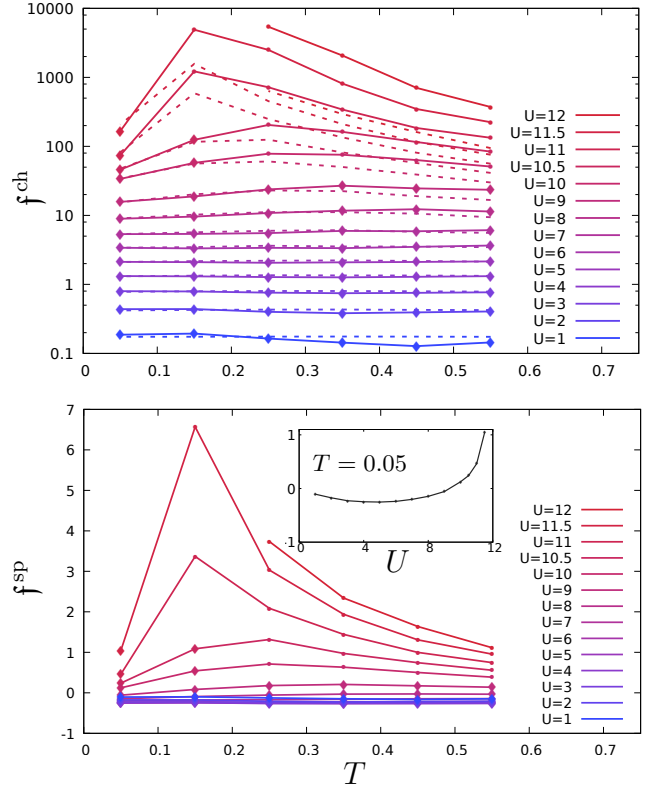 10000
1000
100
10
1
0.1
𝔣ch
U=12
U=11.5
U=11
U=10.5
U=10
U=9
U=8
U=7
U=6
U=5
U=4
U=3
U=2
U=1
0 0.1 0.2 0.3 0.4 0.5 0.6 0.7
7
6
5
4
3
2
1
0
-1
𝔣sp
1
0
-1
T = 0.05
0 4 8 12
U
U=12
U=11.5
U=11
U=10.5
U=10
U=9
U=8
U=7
U=6
U=5
U=4
U=3
U=2
U=1
0 0.1 0.2 0.3 0.4 0.5 0.6 0.7
T